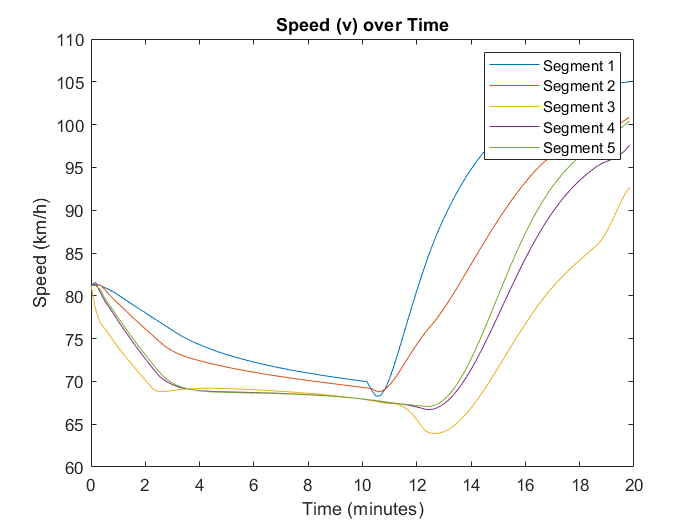 Speed (v) over Time
110
105
100
95
90
85
80
75
70
65
60
Speed (km/h)
Segment 1
Segment 2
Segment 3
Segment 4
Segment 5
0 2 4 6 8 10 12 14 16 18 20
Time (minutes)